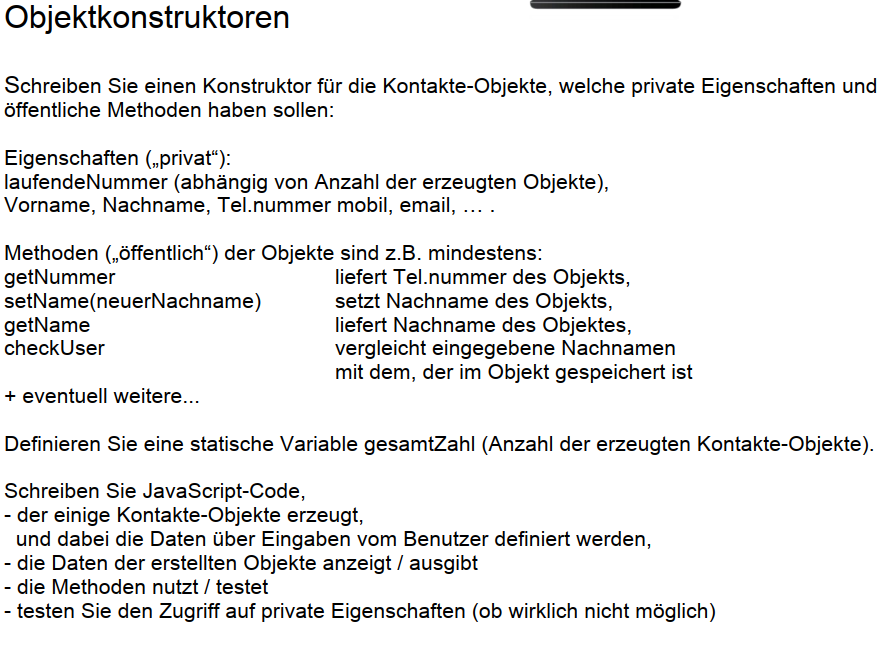 Objektkonstruktoren
Schreiben Sie einen Konstruktor für die Kontakte-Objekte, welche private Eigenschaften und
öffentliche Methoden haben sollen:
Eigenschaften („privat“):
laufendeNummer (abhängig von Anzahl der erzeugten Objekte),
Vorname, Nachname, Tel.nummer mobil, email, … .
Methoden („öffentlich“) der Objekte sind z.B. mindestens:
getNummer liefert Tel.nummer des Objekts,
setName(neuerNachname) setzt Nachname des Objekts,
getName liefert Nachname des Objektes,
checkUser vergleicht eingegebene Nachnamen
mit dem, der im Objekt gespeichert ist
+ eventuell weitere...
Definieren Sie eine statische Variable gesamtZahl (Anzahl der erzeugten Kontakte-Objekte).
Schreiben Sie JavaScript-Code,
- der einige Kontakte-Objekte erzeugt,
und dabei die Daten über Eingaben vom Benutzer definiert werden,
- die Daten der erstellten Objekte anzeigt / ausgibt
- die Methoden nutzt / testet
- testen Sie den Zugriff auf private Eigenschaften (ob wirklich nicht möglich)